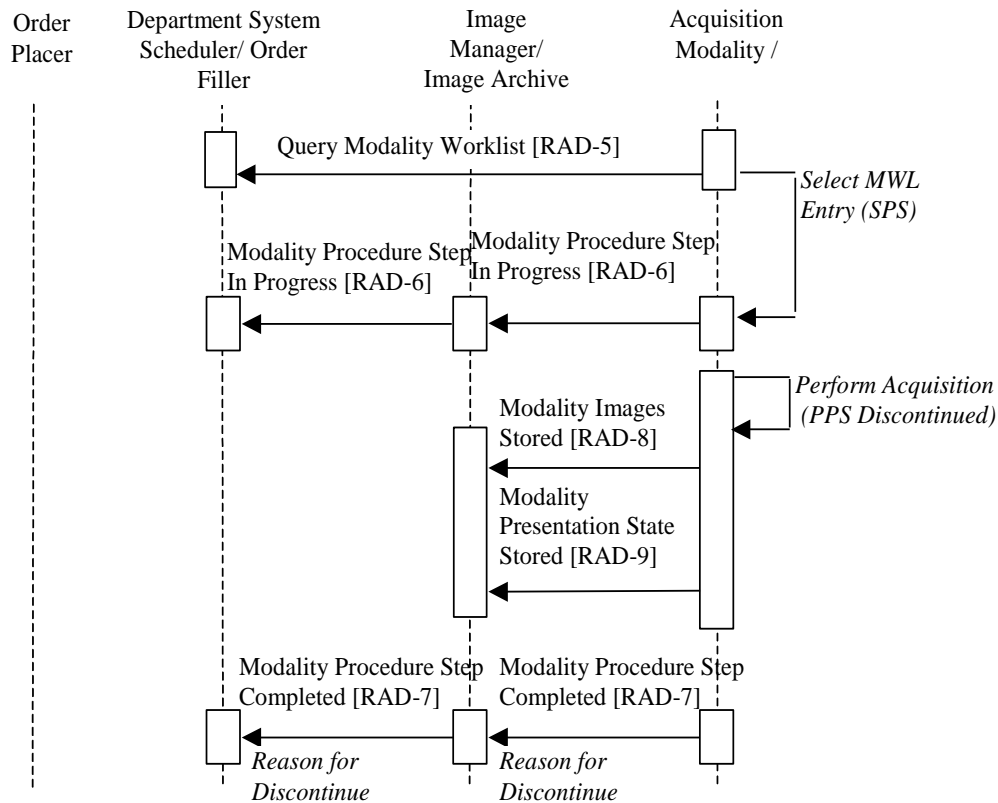 Order
Placer
Department System
Scheduler/ Order
Filler
Image
Manager/
Image Archive
Acquisition
Modality /
Query Modality Worklist [RAD-5]
Select MWL
Entry (SPS)
Modality Procedure Step
In Progress [RAD-6]
Modality Procedure Step
In Progress [RAD-6]
Perform Acquisition
(PPS Discontinued)
Modality Images
Stored [RAD-8]
Modality
Presentation State
Stored [RAD-9]
Modality Procedure Step
Completed [RAD-7]
Modality Procedure Step
Completed [RAD-7]
Reason for
Discontinue
Reason for
Discontinue